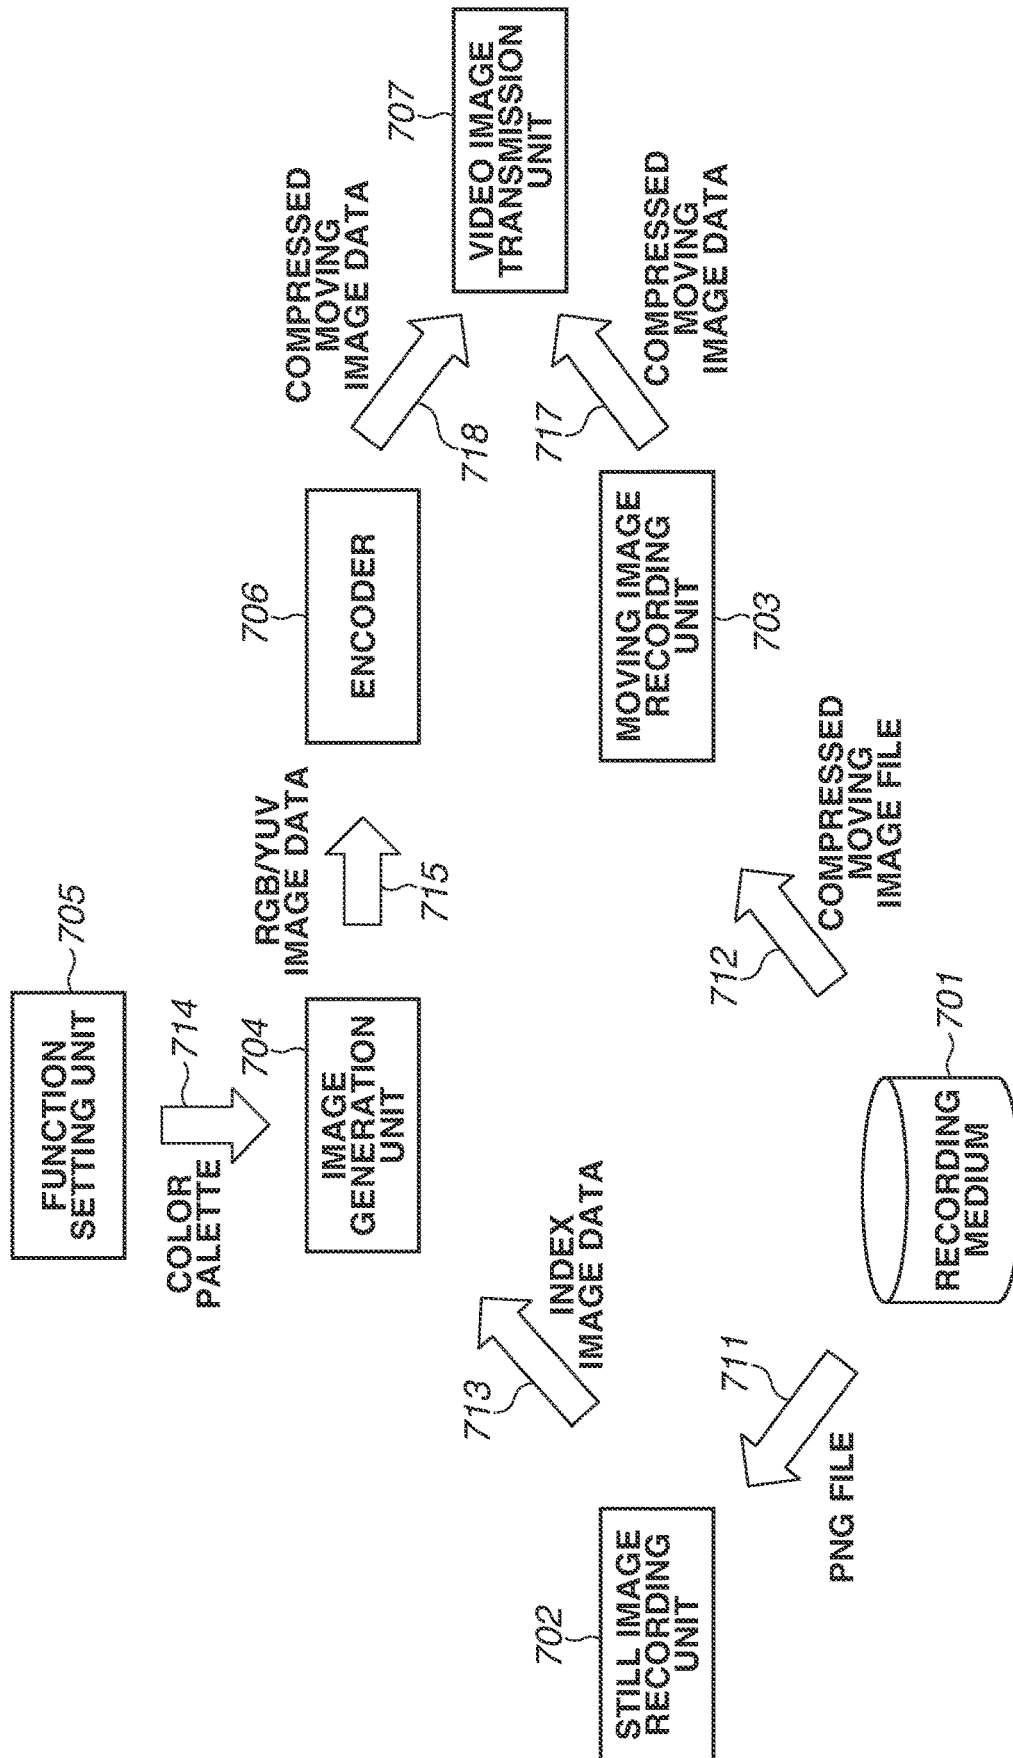 705
FUNCTION
SETTING UNIT
COLOR
PALETTE
714
704
IMAGE
GENERATION
UNIT
RGB/YUV
IMAGE DATA
715
706
ENCODER
COMPRESSED
MOVING
IMAGE DATA
718
707
VIDEO IMAGE
TRANSMISSION
UNIT
717
COMPRESSED
MOVING
IMAGE DATA
702
STILL IMAGE
RECORDING
UNIT
713
INDEX
IMAGE DATA
MOVING IMAGE
RECORDING
UNIT
703
711
PNG FILE
712
COMPRESSED
MOVING
IMAGE FILE
701
RECORDING
MEDIUM